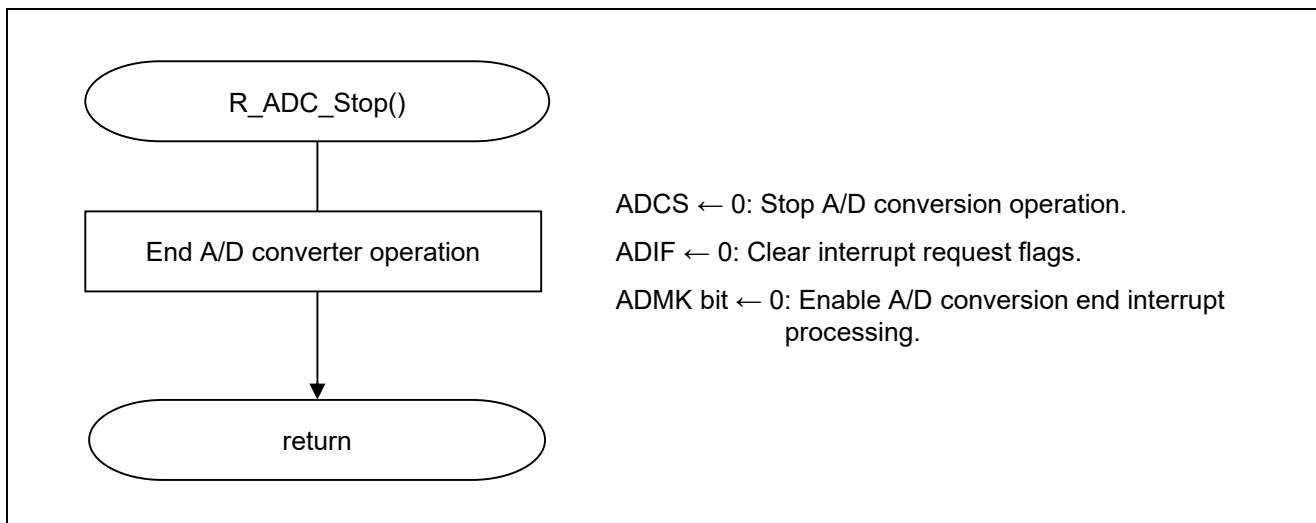 R_ADC_Stop()
End A/D converter operation
return
ADCS ← 0: Stop A/D conversion operation.
ADIF ← 0: Clear interrupt request flags.
ADMK bit ← 0: Enable A/D conversion end interrupt
processing.